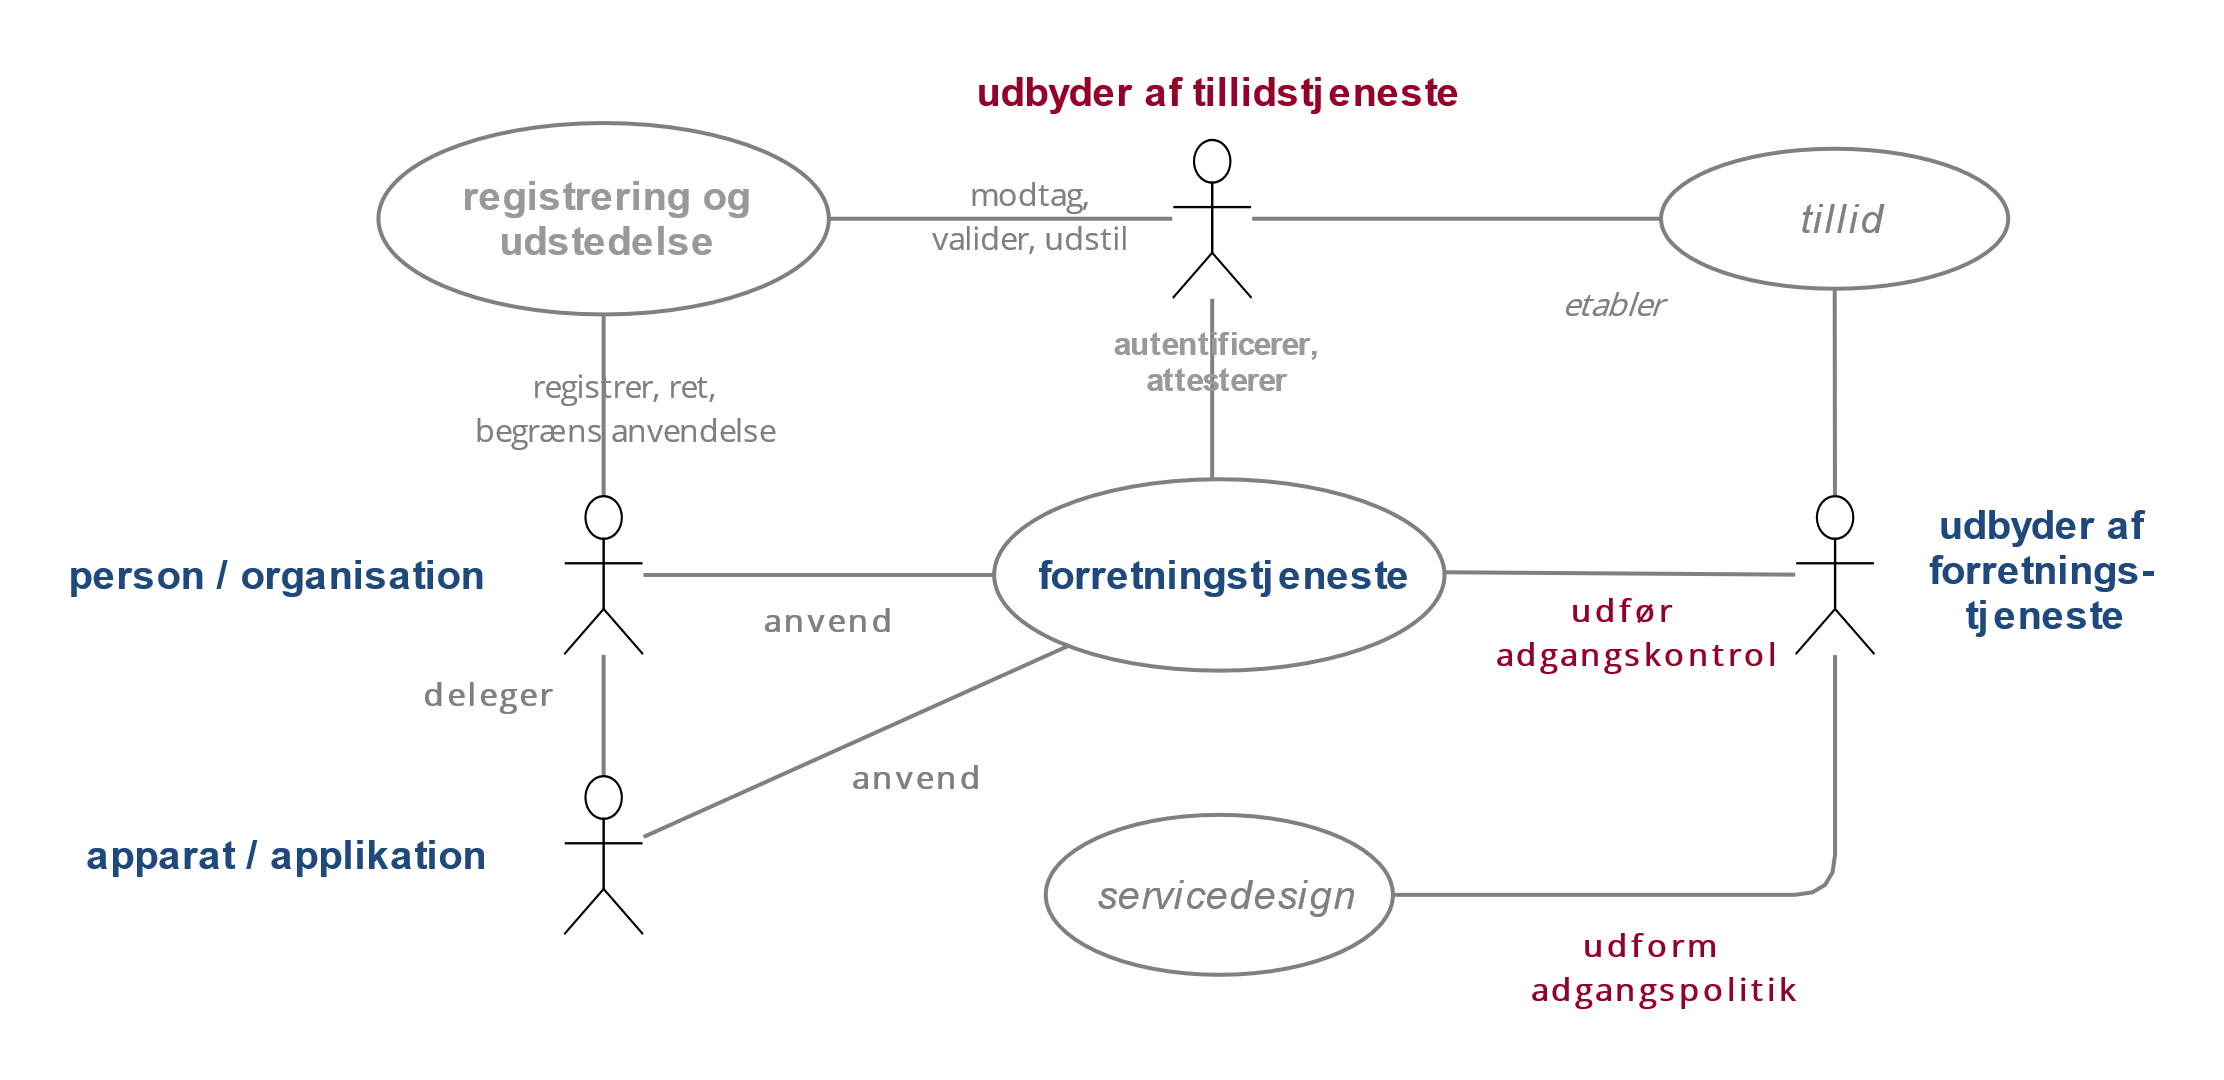 udbyder af tillidstjeneste
registrering og
udstedelse
modtag,
valider, udstil
tillid
etabler
autentificerer,
attesterer
registrer, ret,
begræns anvendelse
person / organisation
anvend
forretningstjeneste
udfør
adgangskontrol
udbyder af
forretnings-
tjeneste
deleger
anvend
apparat / applikation
servicedesign
udform
adgangspolitik